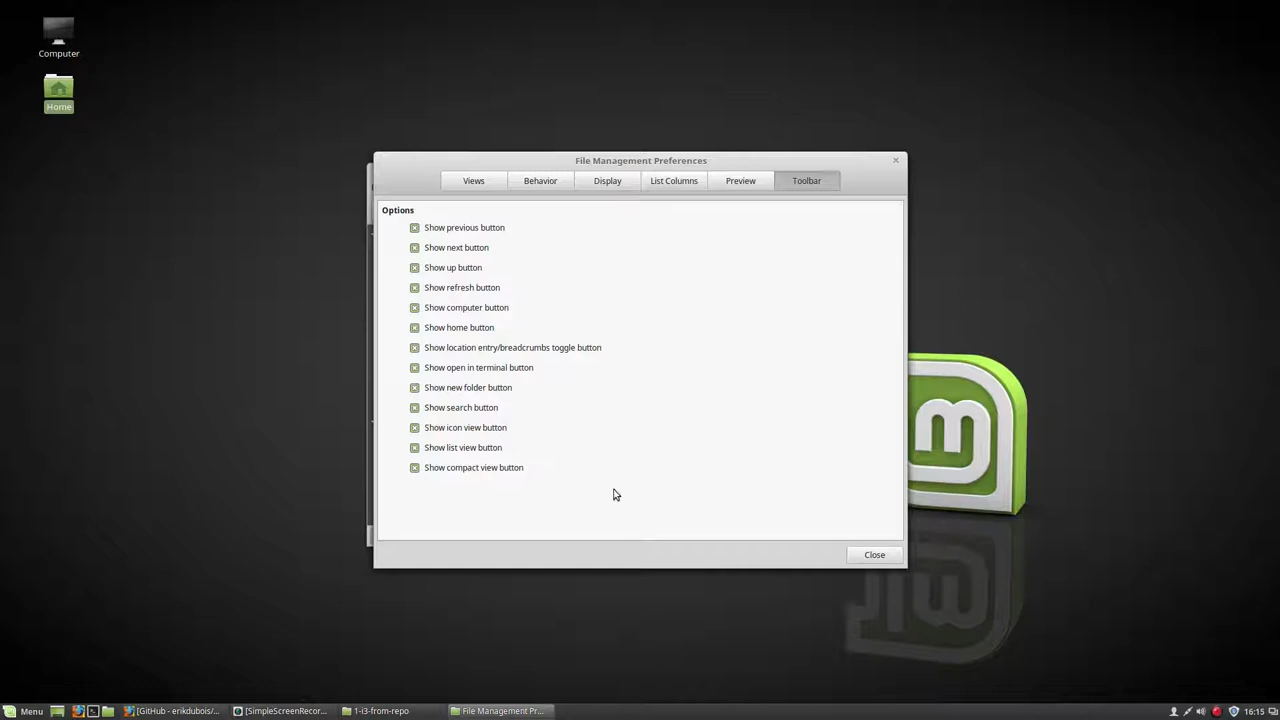 Computer
Home
File Management Preferences
Views
Behavior
Display
List Columns
Preview
Toolbar
Options
Show previous button
Show next button
Show up button
Show refresh button
Show computer button
Show home button
Show location entry/breadcrumbs toggle button
Show open in terminal button
Show new folder button
Show search button
Show icon view button
Show list view button
Show compact view button
Close
Menu
[GitHub - erikdubois/...
[SimpleScreenRecor...
1-i3-from-repo
File Management Pr...
16:15